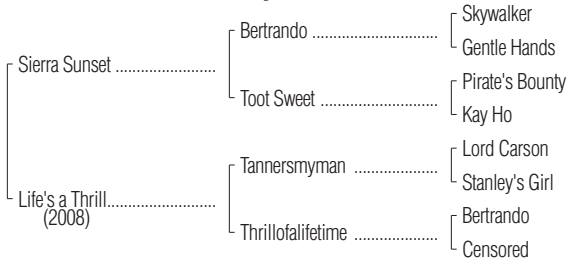 Skywalker
Bertrando ........................
Gentle Hands
Sierra Sunset ...................
Pirate's Bounty
Toot Sweet ......................
Kay Ho
Lord Carson
Tannersmyman ................
Stanley's Girl
Life's a Thrill.....................
(2008)
Bertrando
Thrillofalifetime .................
Censored